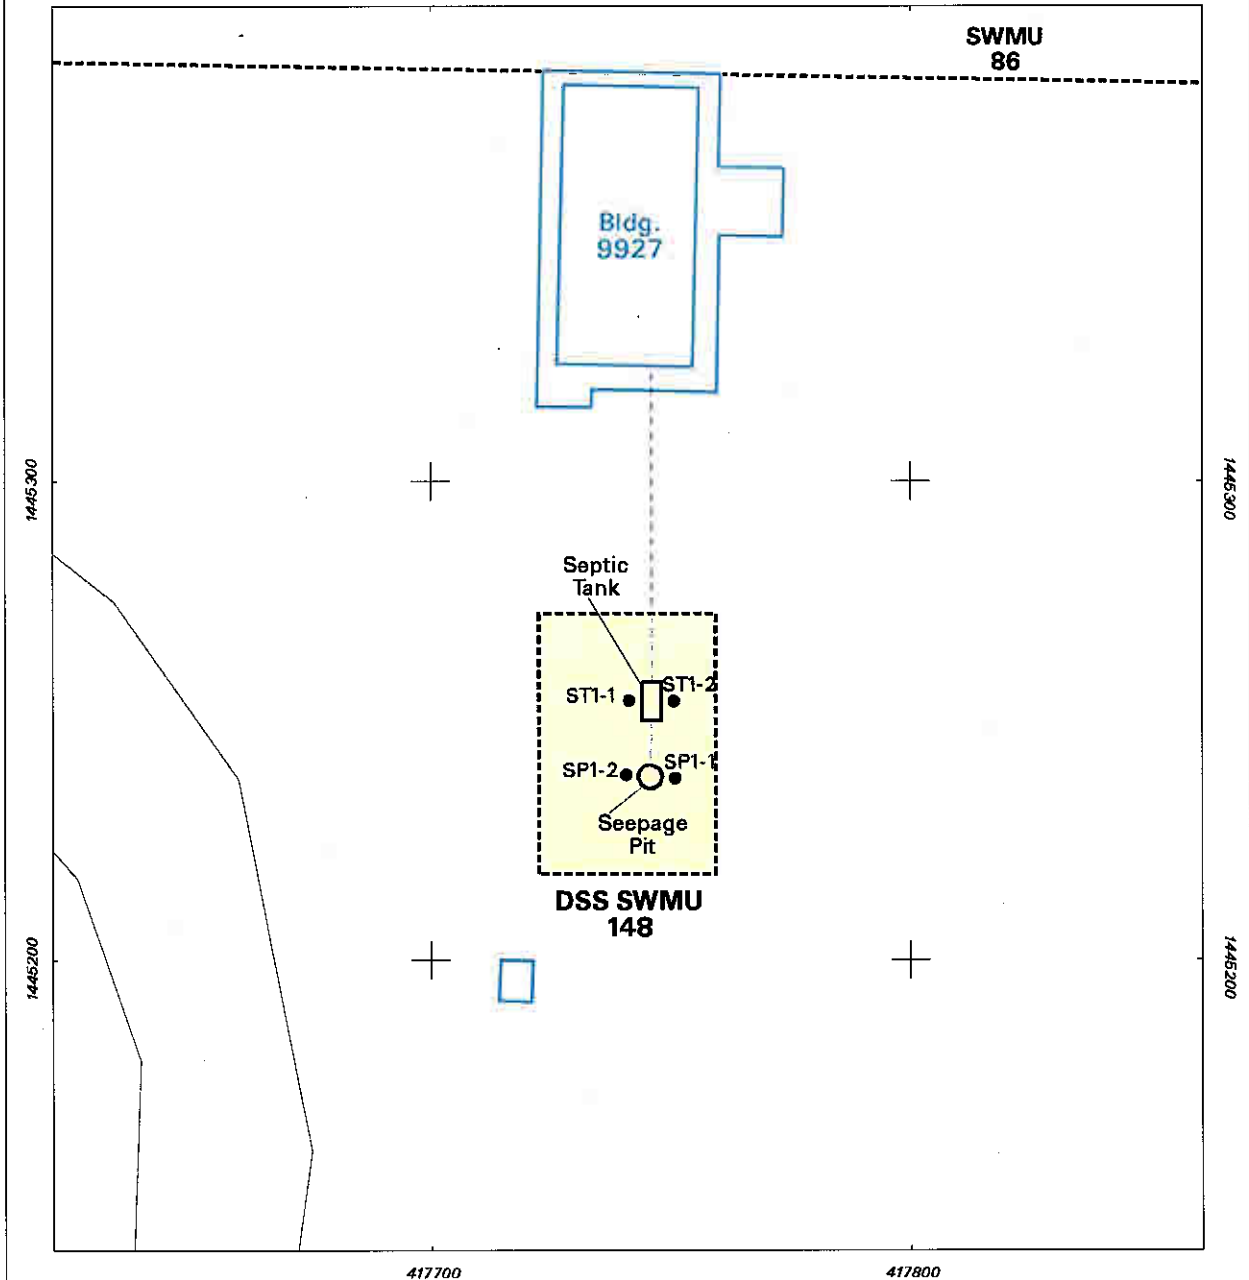 SWMU
86
Bldg.
9927
1445300
1445300
Septic
Tank
ST1-1
ST1-2
SP1-2
SP1-1
Seepage
Pit
DSS SWMU
148
1445200
1445200
417700
417800